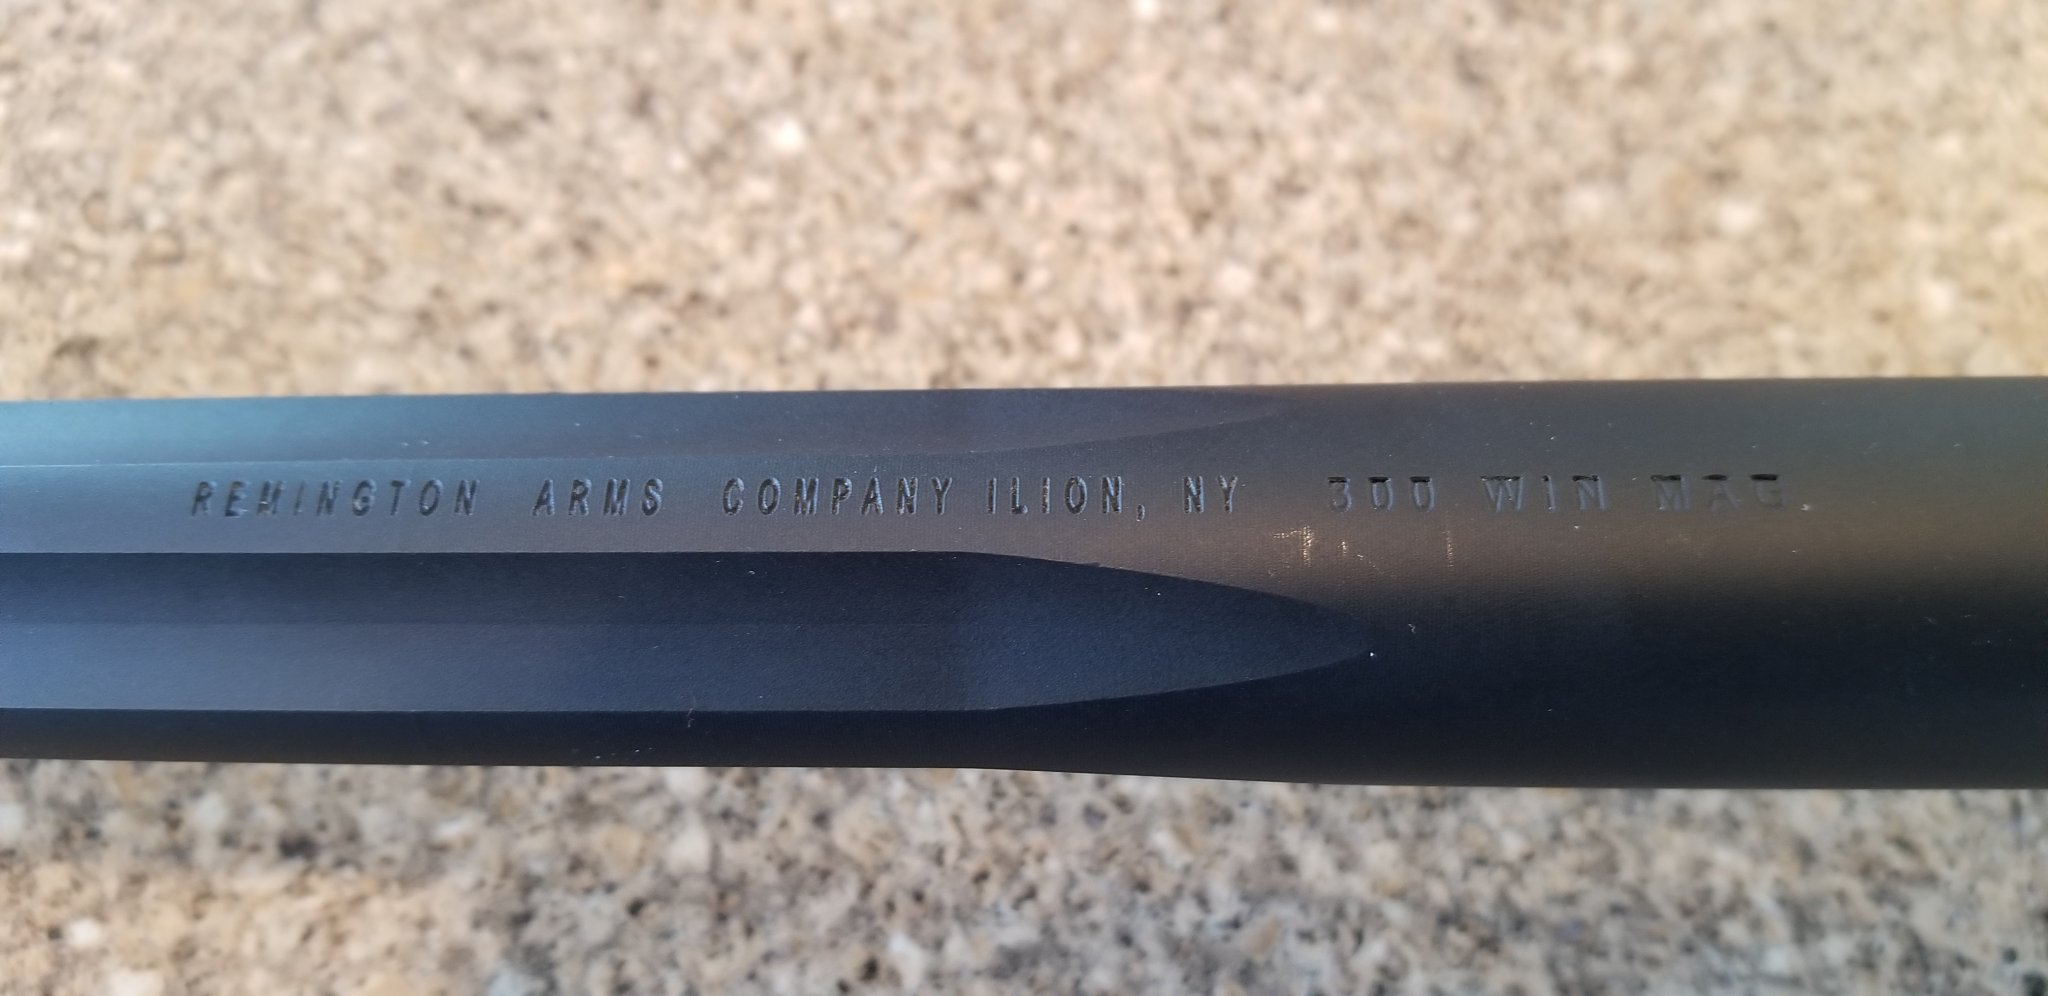 REMINGTON ARMS COMPANY ILION, NY 300 WIN MAG